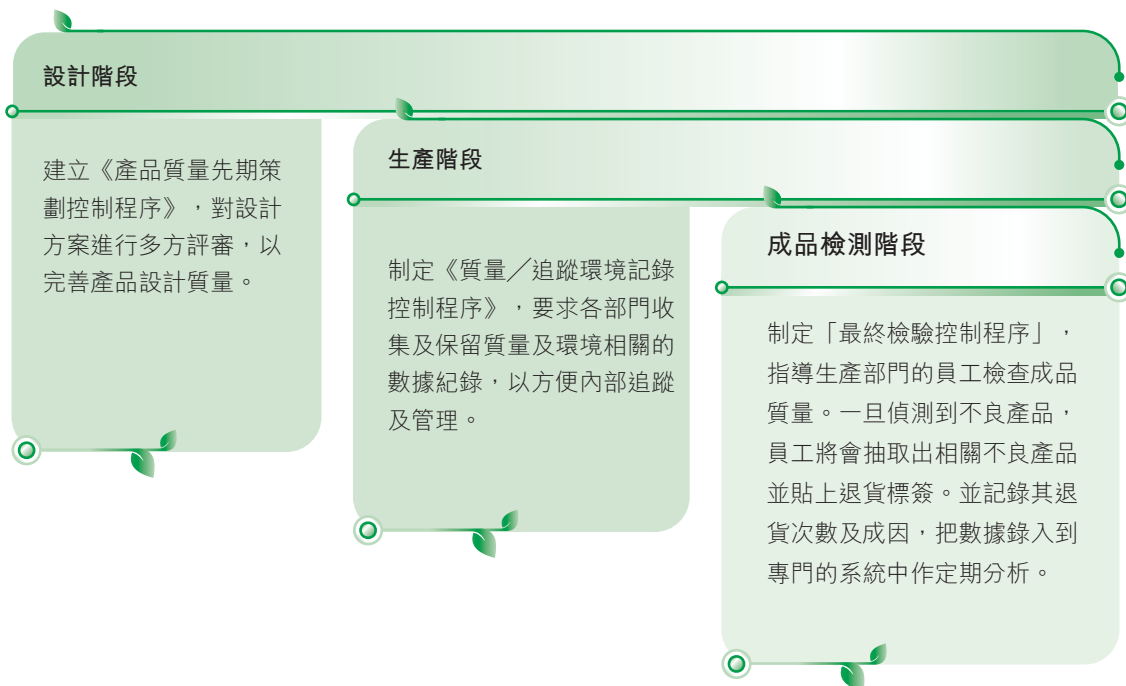 設計階段
建立《產品質量先期策
劃控制程序》，對設計
方案進行多方評審，以
完善產品設計質量。
生產階段
制定《質量╱追蹤環境記錄
控制程序》，要求各部門收
集及保留質量及環境相關的
數據紀錄，以方便內部追蹤
及管理。
成品檢測階段
制定「最終檢驗控制程序」，
指導生產部門的員工檢查成品
質量。一旦偵測到不良產品，
員工將會抽取出相關不良產品
並貼上退貨標簽。並記錄其退
貨次數及成因，把數據錄入到
專門的系統中作定期分析。